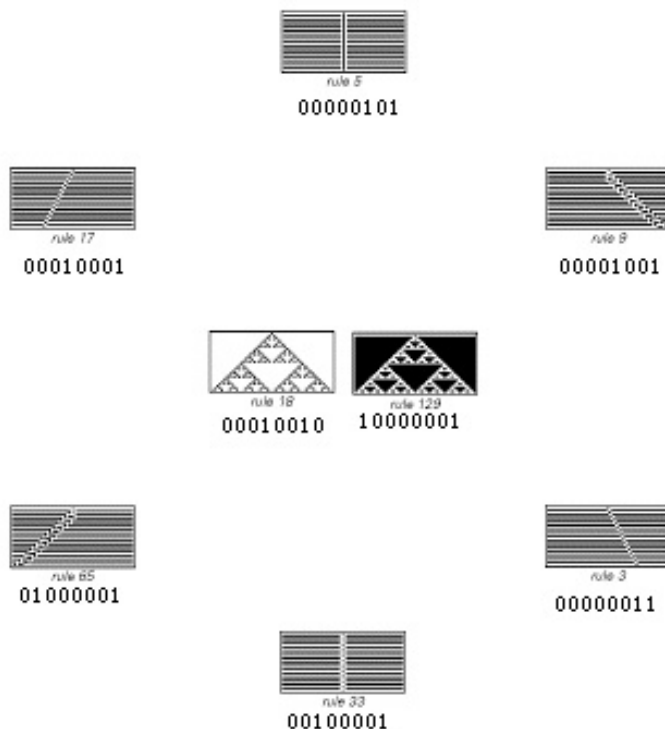 rule 5
00000101
rule 17
00010001
rule 9
00001001
rule 18
00010010
rule 129
10000001
rule 65
01000001
rule 3
00000011
rule 33
00100001